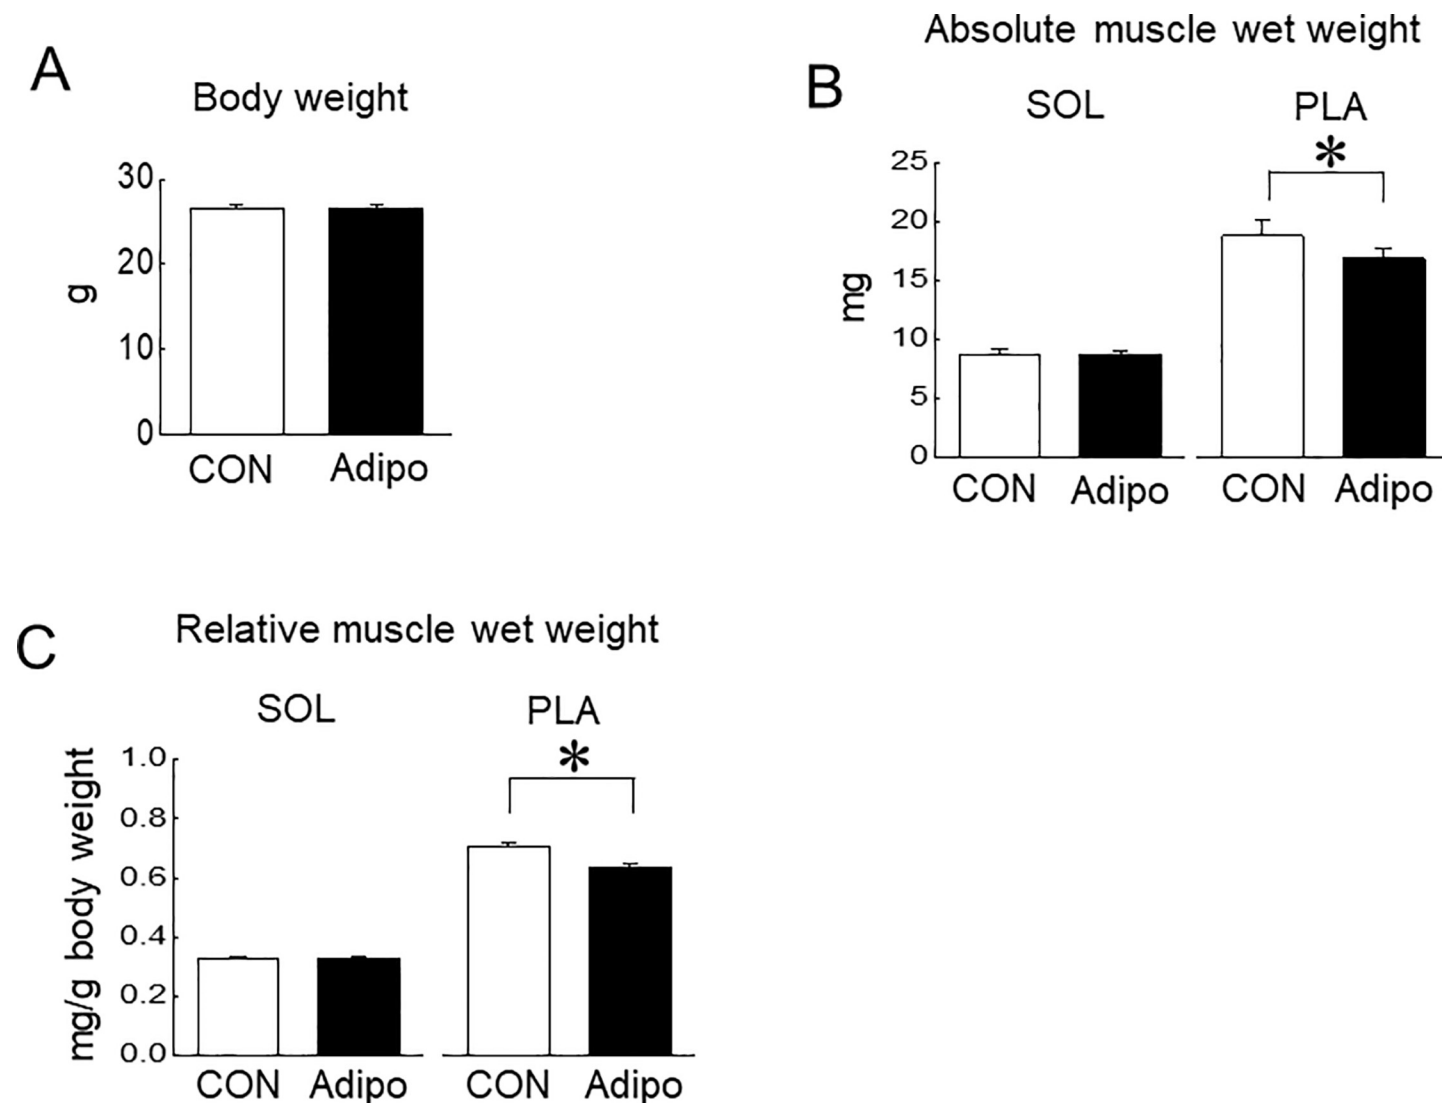 A
Body weight
30
20
10
0
g
CON Adipo
Absolute muscle wet weight
B
SOL PLA
*
25
20
15
10
5
0
mg
CON Adipo CON Adipo
C
Relative muscle wet weight
SOL PLA
*
1.0
0.8
0.6
0.4
0.2
0.0
mg/g body weight
CON Adipo CON Adipo